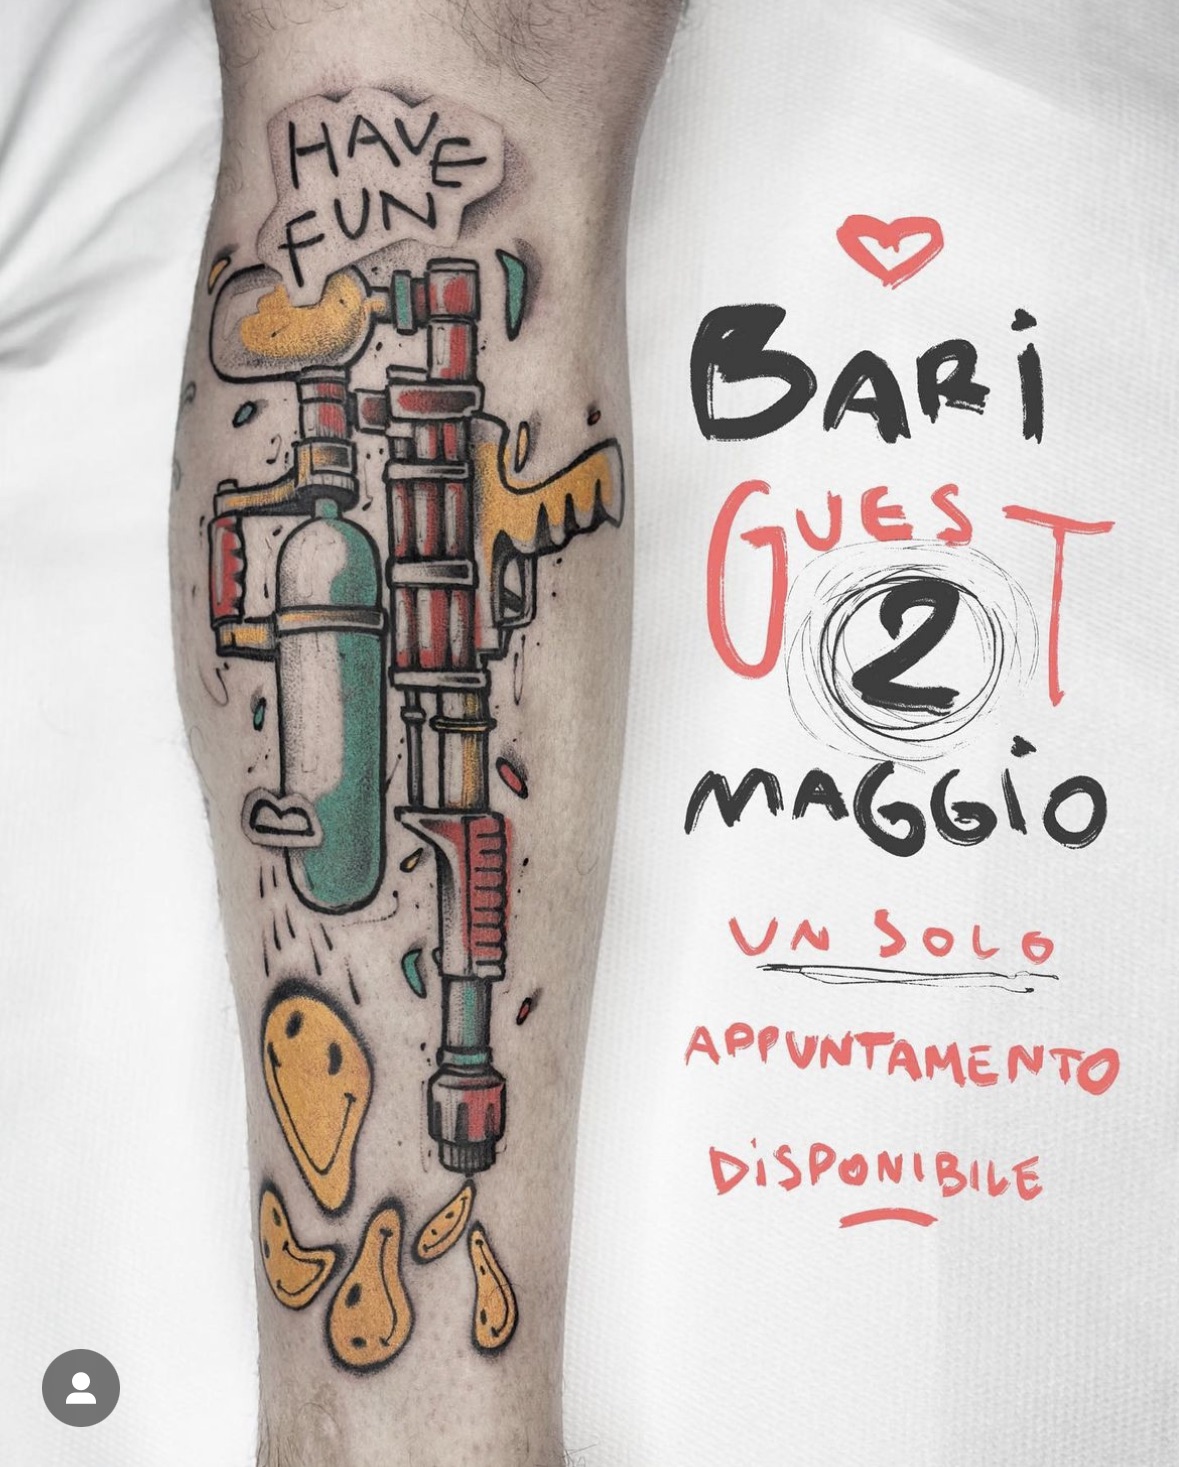 HAVE
FUN
B
BARi
GUEST
2
MAGGiO
UN SOLO
APPUNTAMENTO
DiSPONIBILE